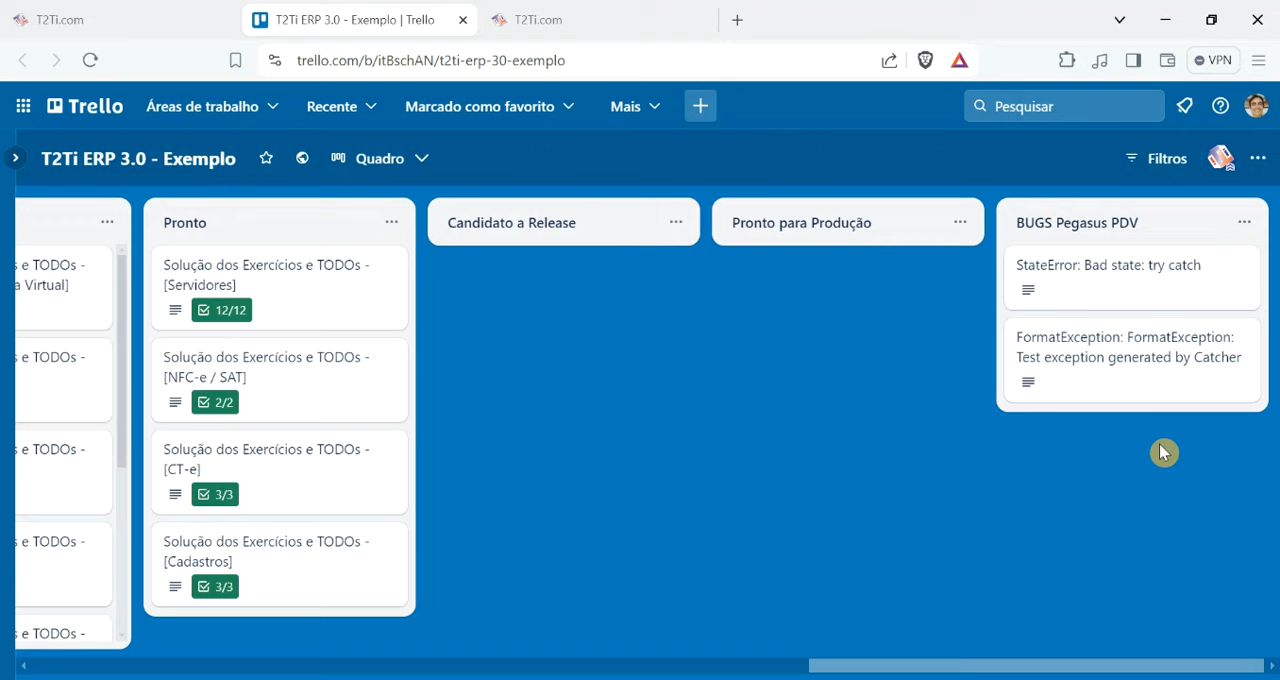 T2Ti.com
T2Ti ERP 3.0 - Exemplo | Trello
T2Ti.com
trello.com/b/itBschAN/t2ti-erp-30-exemplo
VPN
Trello
Áreas de trabalho
Recente
Marcado como favorito
Mais
Pesquisar
T2Ti ERP 3.0 - Exemplo
Quadro
Filtros
s e TODOs -
a Virtual]
s e TODOs -
s e TODOs -
s e TODOs -
s e TODOs -
Pronto
Solução dos Exercícios e TODOs -
[Servidores]
12/12
Solução dos Exercícios e TODOs -
[NFC-e / SAT]
2/2
Solução dos Exercícios e TODOs -
[CT-e]
3/3
Solução dos Exercícios e TODOs -
[Cadastros]
3/3
Candidato a Release
Pronto para Produção
BUGS Pegasus PDV
StateError: Bad state: try catch
FormatException: FormatException:
Test exception generated by Catcher